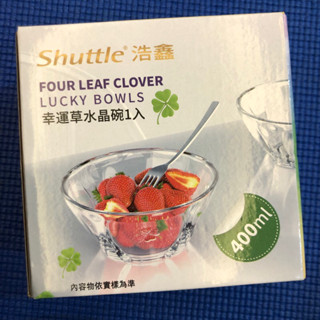 Shuttle® 浩鑫
FOUR LEAF CLOVER
LUCKY BOWLS
幸運草水晶碗1入
400ml
內容物依實樣為準